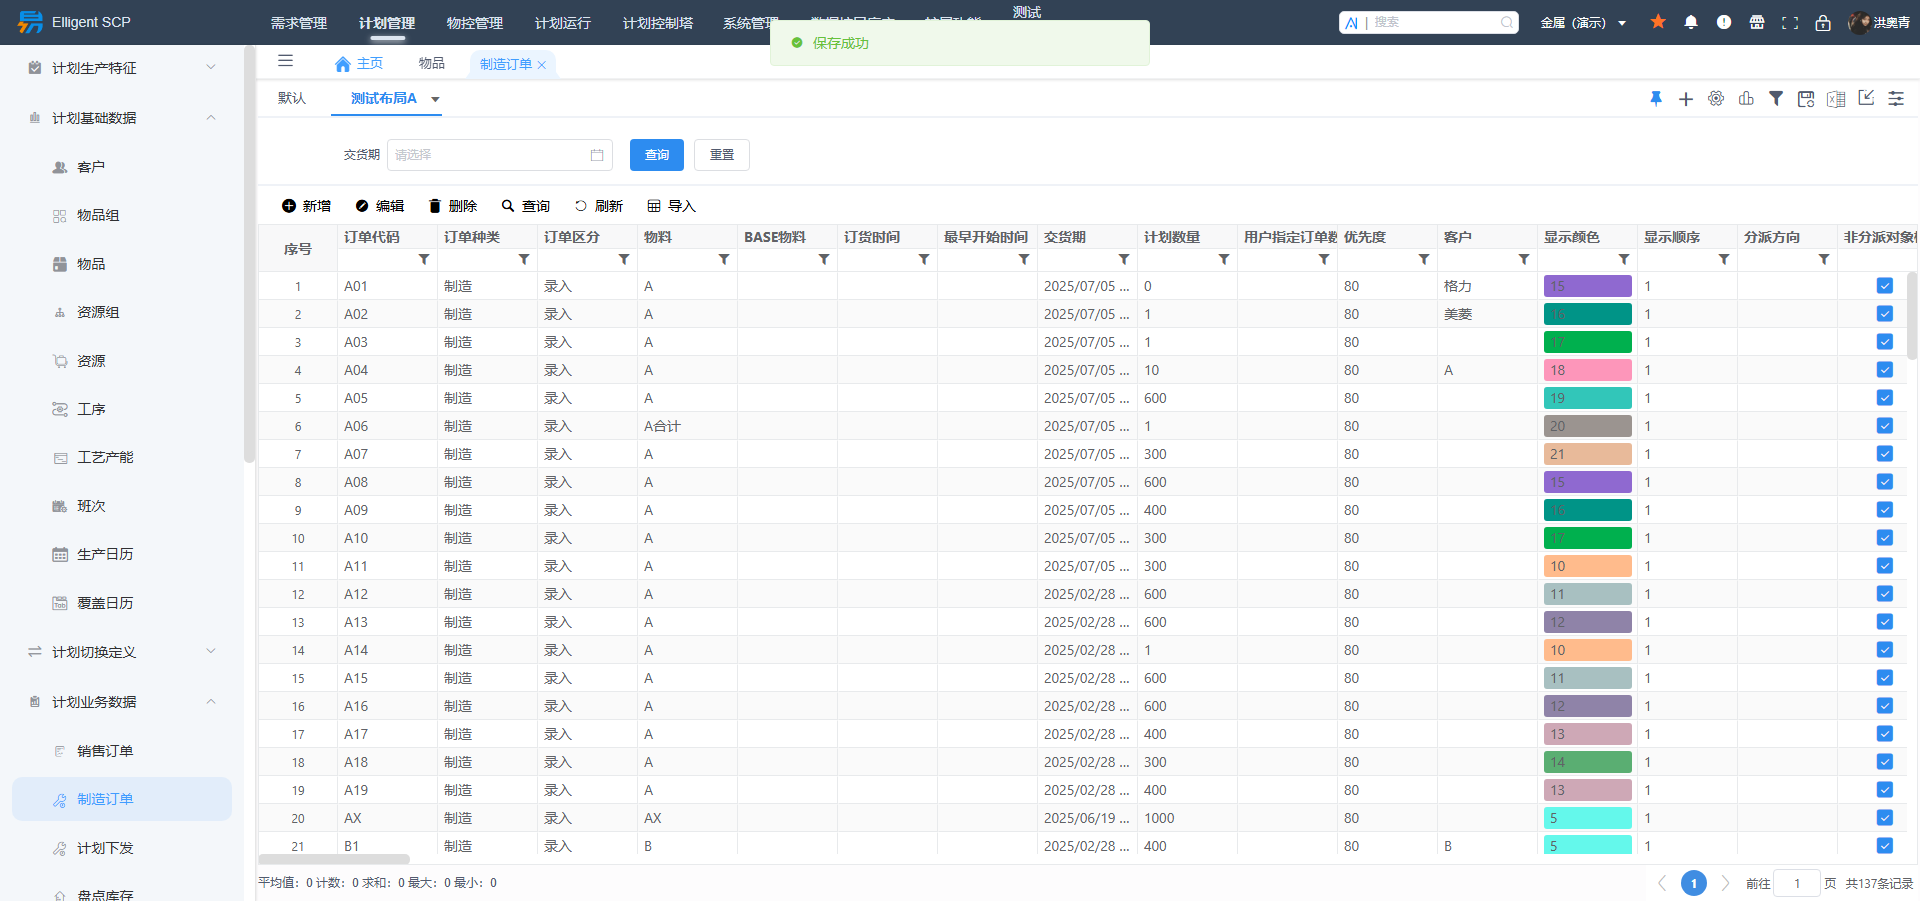 Elligent SCP
需求管理 计划管理 物控管理 计划运行 计划控制塔 系统管理 测试
AI | 搜索
金属（演示）
洪奥青
保存成功
主页 物品 制造订单
默认 测试布局A
交货期 请选择 查询 重置
新增 编辑 删除 查询 刷新 导入
计划生产特征
计划基础数据
客户
物品组
物品
资源组
资源
工序
工艺产能
班次
生产日历
覆盖日历
计划切换定义
计划业务数据
销售订单
制造订单
计划下发
盘点库存
序号 订单代码 订单种类 订单区分 物料 BASE物料 订货时间 最早开始时间 交货期 计划数量 用户指定订单数 优先度 客户 显示颜色 显示顺序 分派方向 非分派对象
1 A01 制造 录入 A 2025/07/05 ... 0 80 格力 15 1
2 A02 制造 录入 A 2025/07/05 ... 1 80 美菱 16 1
3 A03 制造 录入 A 2025/07/05 ... 1 80 17 1
4 A04 制造 录入 A 2025/07/05 ... 10 80 A 18 1
5 A05 制造 录入 A 2025/07/05 ... 600 80 19 1
6 A06 制造 录入 A合计 2025/07/05 ... 1 80 20 1
7 A07 制造 录入 A 2025/07/05 ... 300 80 21 1
8 A08 制造 录入 A 2025/07/05 ... 600 80 15 1
9 A09 制造 录入 A 2025/07/05 ... 400 80 16 1
10 A10 制造 录入 A 2025/07/05 ... 300 80 17 1
11 A11 制造 录入 A 2025/07/05 ... 300 80 10 1
12 A12 制造 录入 A 2025/02/28 ... 600 80 11 1
13 A13 制造 录入 A 2025/02/28 ... 600 80 12 1
14 A14 制造 录入 A 2025/02/28 ... 1 80 10 1
15 A15 制造 录入 A 2025/02/28 ... 600 80 11 1
16 A16 制造 录入 A 2025/02/28 ... 600 80 12 1
17 A17 制造 录入 A 2025/02/28 ... 400 80 13 1
18 A18 制造 录入 A 2025/02/28 ... 300 80 14 1
19 A19 制造 录入 A 2025/02/28 ... 400 80 13 1
20 AX 制造 录入 AX 2025/06/19 ... 1000 80 5 1
21 B1 制造 录入 B 2025/02/28 ... 400 80 B 5 1
平均值：0 计数：0 求和：0 最大：0 最小：0
1 前往 1 页 共137条记录